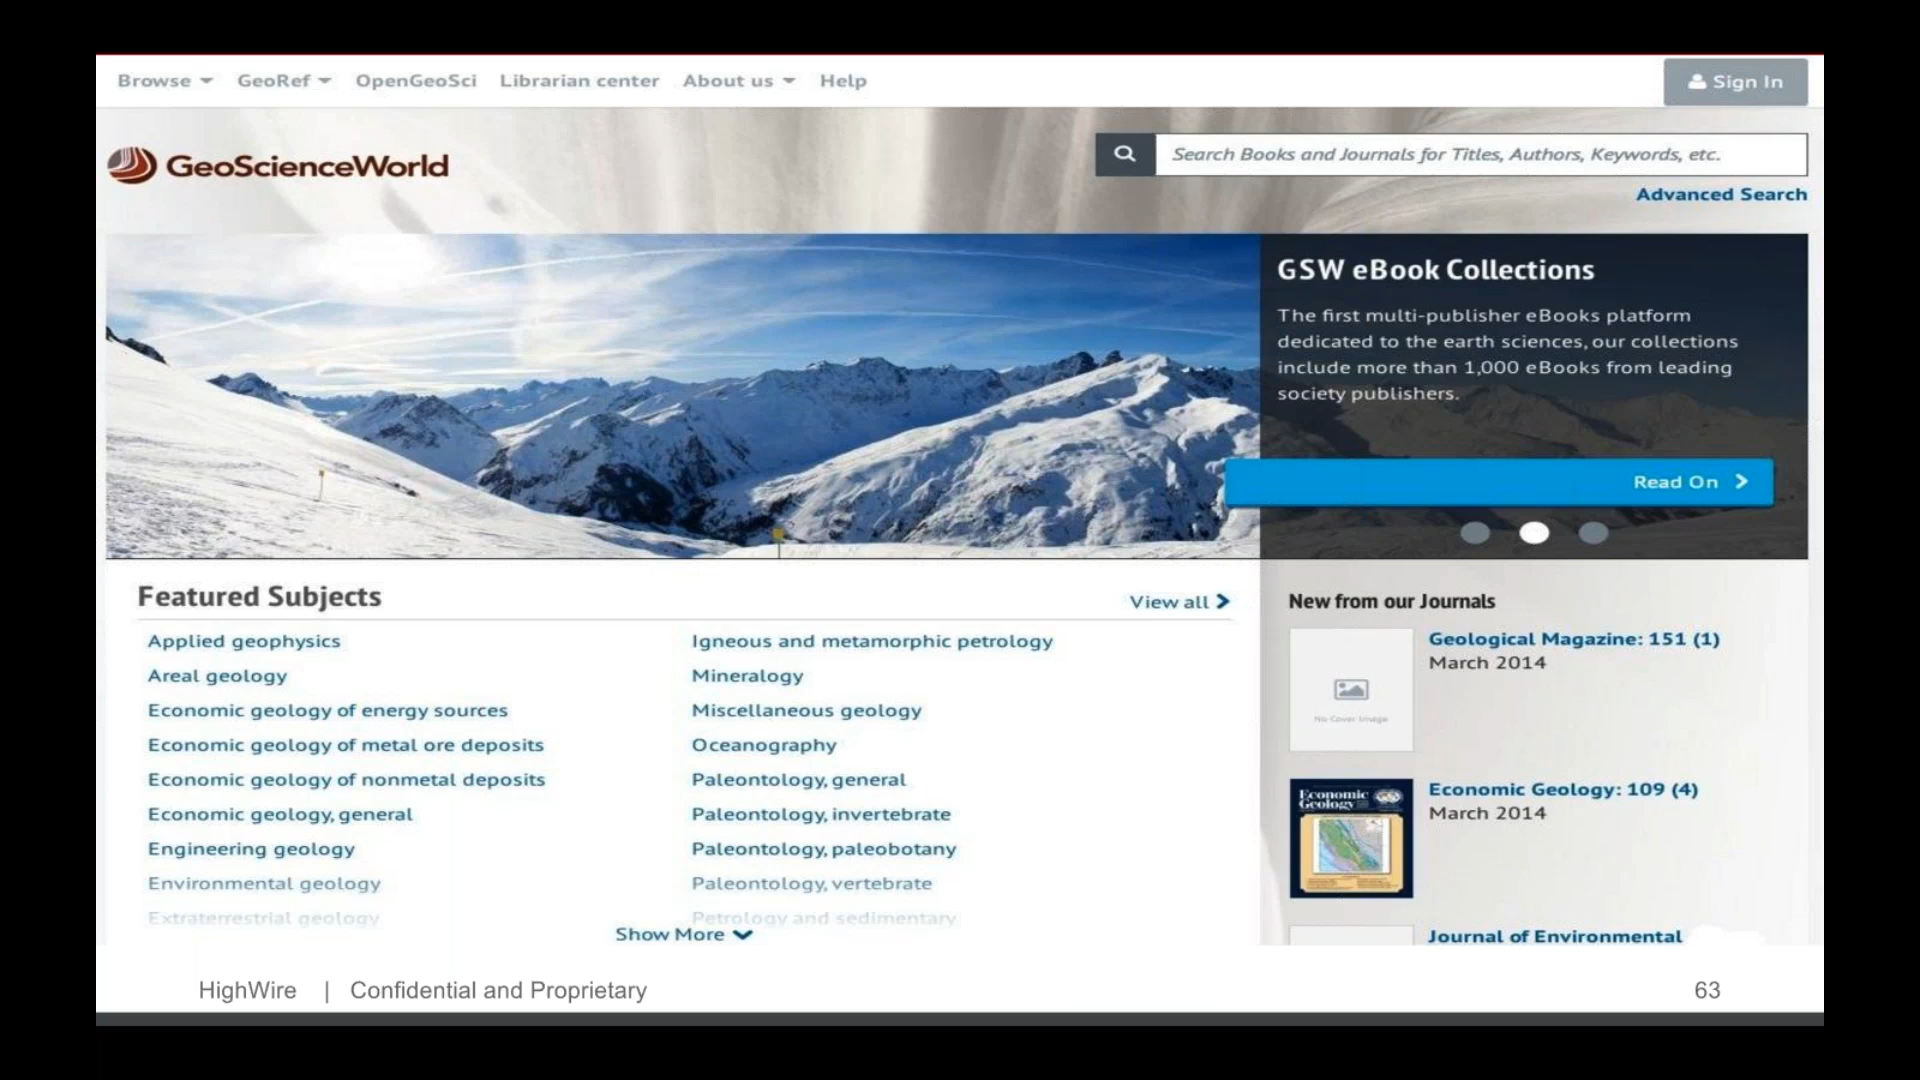 Browse GeoRef OpenGeoSci Librarian center About us Help Sign In
GeoScienceWorld
Search Books and Journals for Titles, Authors, Keywords, etc.
Advanced Search
GSW eBook Collections
The first multi-publisher eBooks platform
dedicated to the earth sciences, our collections
include more than 1,000 eBooks from leading
society publishers.
Read On
Featured Subjects
View all
Applied geophysics
Areal geology
Economic geology of energy sources
Economic geology of metal ore deposits
Economic geology of nonmetal deposits
Economic geology, general
Engineering geology
Environmental geology
Extraterrestrial geology
Igneous and metamorphic petrology
Mineralogy
Miscellaneous geology
Oceanography
Paleontology, general
Paleontology, invertebrate
Paleontology, paleobotany
Paleontology, vertebrate
Petrology and sedimentary
Show More
New from our Journals
No Cover Image
Geological Magazine: 151 (1)
March 2014
Economic
Geology
Economic Geology: 109 (4)
March 2014
Journal of Environmental
HighWire | Confidential and Proprietary
63